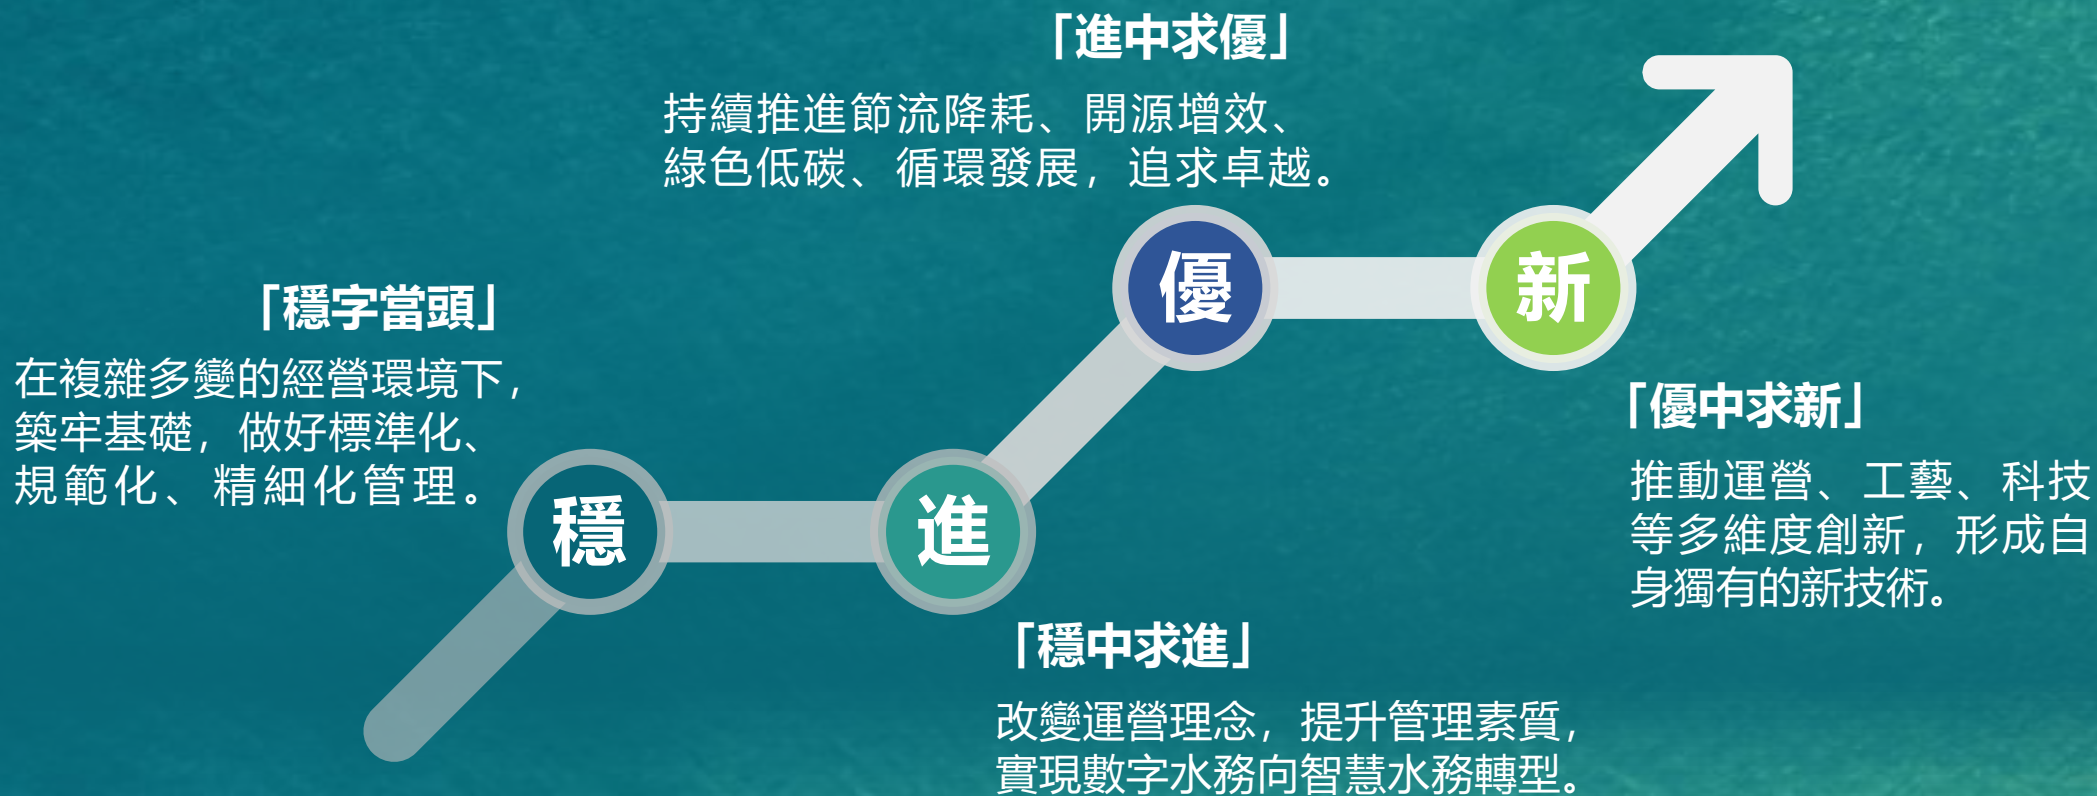 「進中求優」
持續推進節流降耗、開源增效、
綠色低碳、循環發展，追求卓越。
「穩字當頭」
在複雜多變的經營環境下，
築牢基礎，做好標準化、
規範化、精細化管理。
穩
進
優
新
「優中求新」
推動運營、工藝、科技
等多維度創新，形成自
身獨有的新技術。
「穩中求進」
改變運營理念，提升管理素質，
實現數字水務向智慧水務轉型。